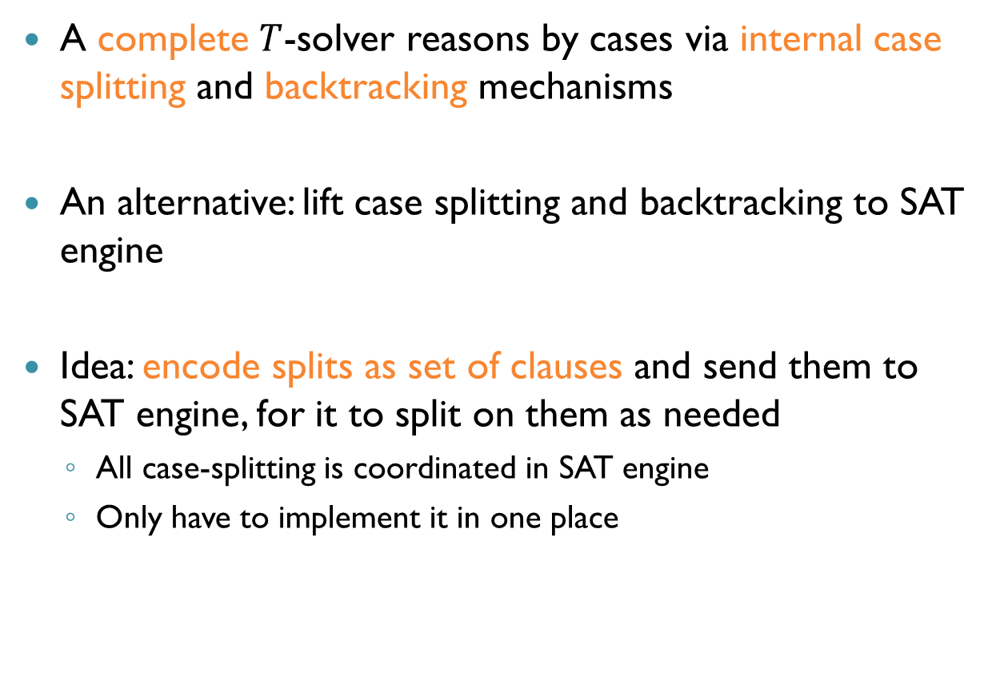 • A complete T-solver reasons by cases via internal case
splitting and backtracking mechanisms
• An alternative: lift case splitting and backtracking to SAT
engine
• Idea: encode splits as set of clauses and send them to
SAT engine, for it to split on them as needed
◦ All case-splitting is coordinated in SAT engine
◦ Only have to implement it in one place